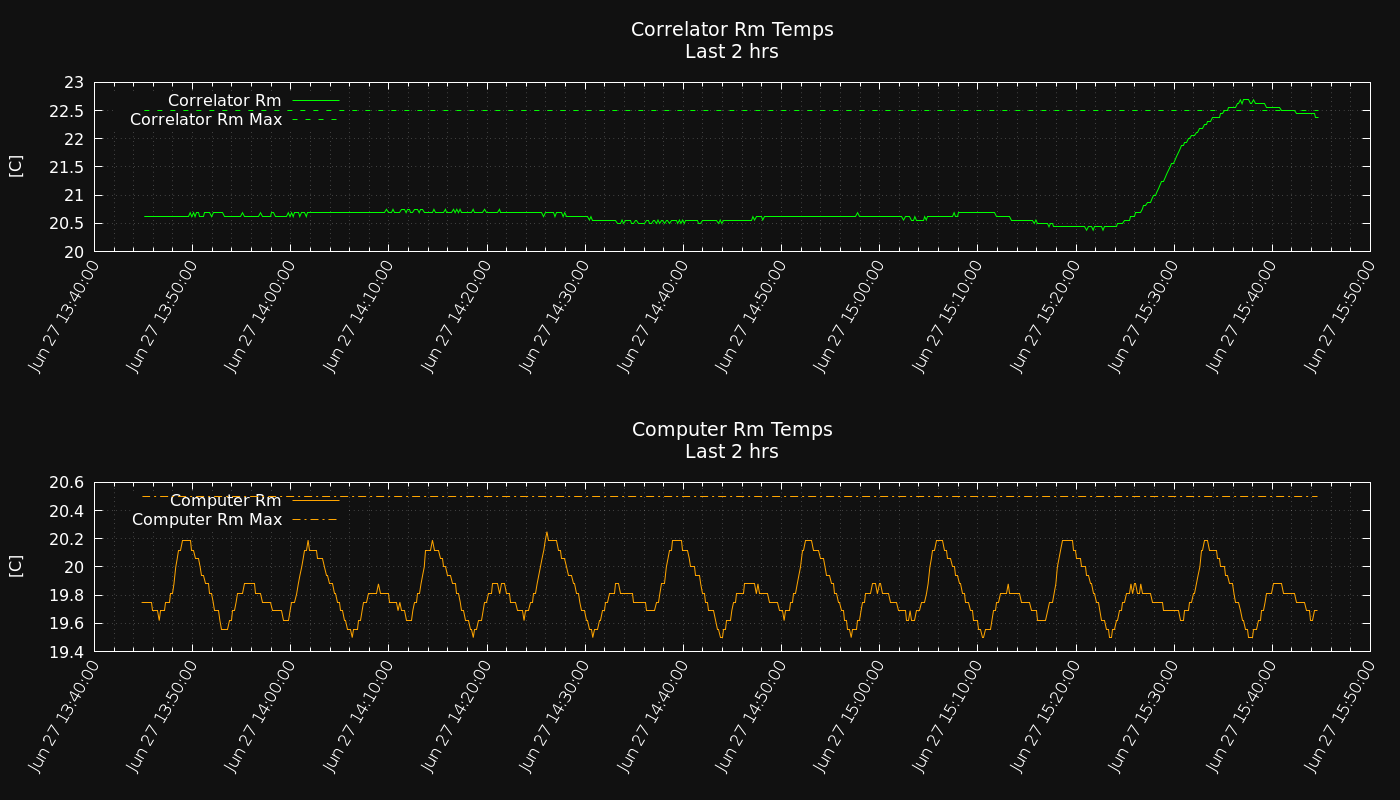 Correlator Rm Temps
Last 2 hrs
23
22.5
22
21.5
21
20.5
20
[C]
Correlator Rm
Correlator Rm Max
Jun 27 13:40:00
Jun 27 13:50:00
Jun 27 14:00:00
Jun 27 14:10:00
Jun 27 14:20:00
Jun 27 14:30:00
Jun 27 14:40:00
Jun 27 14:50:00
Jun 27 15:00:00
Jun 27 15:10:00
Jun 27 15:20:00
Jun 27 15:30:00
Jun 27 15:40:00
Jun 27 15:50:00
Computer Rm Temps
Last 2 hrs
20.6
20.4
20.2
20
19.8
19.6
19.4
[C]
Computer Rm
Computer Rm Max
Jun 27 13:40:00
Jun 27 13:50:00
Jun 27 14:00:00
Jun 27 14:10:00
Jun 27 14:20:00
Jun 27 14:30:00
Jun 27 14:40:00
Jun 27 14:50:00
Jun 27 15:00:00
Jun 27 15:10:00
Jun 27 15:20:00
Jun 27 15:30:00
Jun 27 15:40:00
Jun 27 15:50:00